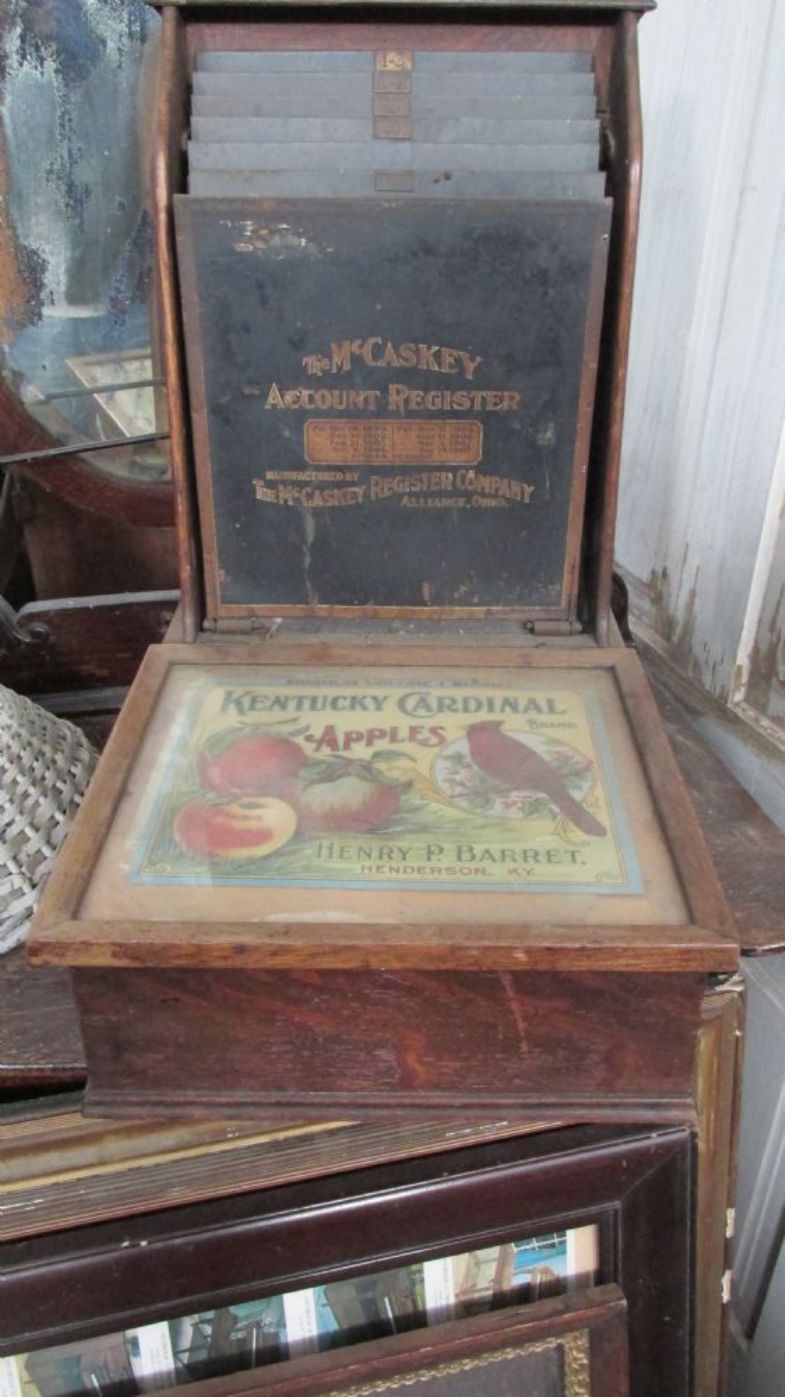 The McCaskey
Account Register
MANUFACTURED BY
The McCaskey Register Company
Alliance, Ohio.
Kentucky Cardinal
Brand
Apples
Henry P. Barret,
HENDERSON, KY.